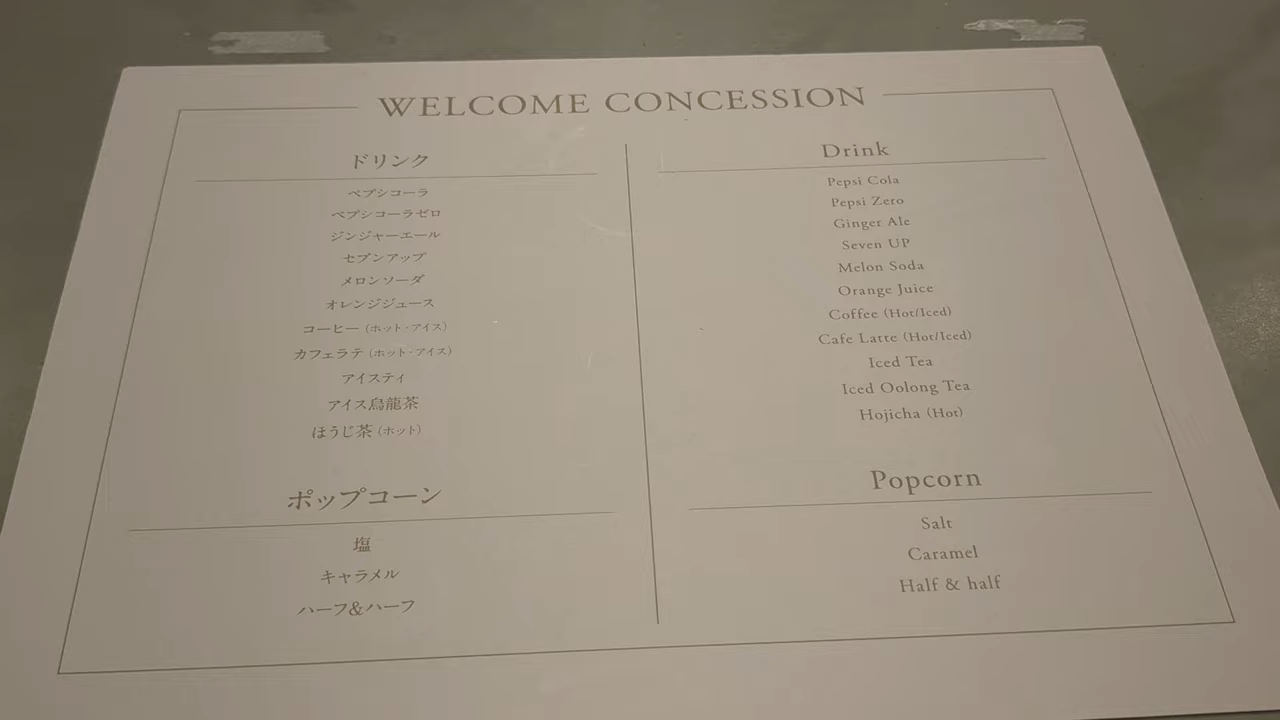 WELCOME CONCESSION
ドリンク
ペプシコーラ
ペプシコーラゼロ
ジンジャーエール
セブンアップ
メロンソーダ
オレンジジュース
コーヒー (ホット・アイス)
カフェラテ (ホット・アイス)
アイスティ
アイス烏龍茶
ほうじ茶 (ホット)
ポップコーン
塩
キャラメル
ハーフ&ハーフ
Drink
Pepsi Cola
Pepsi Zero
Ginger Ale
Seven UP
Melon Soda
Orange Juice
Coffee (Hot/Iced)
Cafe Latte (Hot/Iced)
Iced Tea
Iced Oolong Tea
Hojicha (Hot)
Popcorn
Salt
Caramel
Half & half